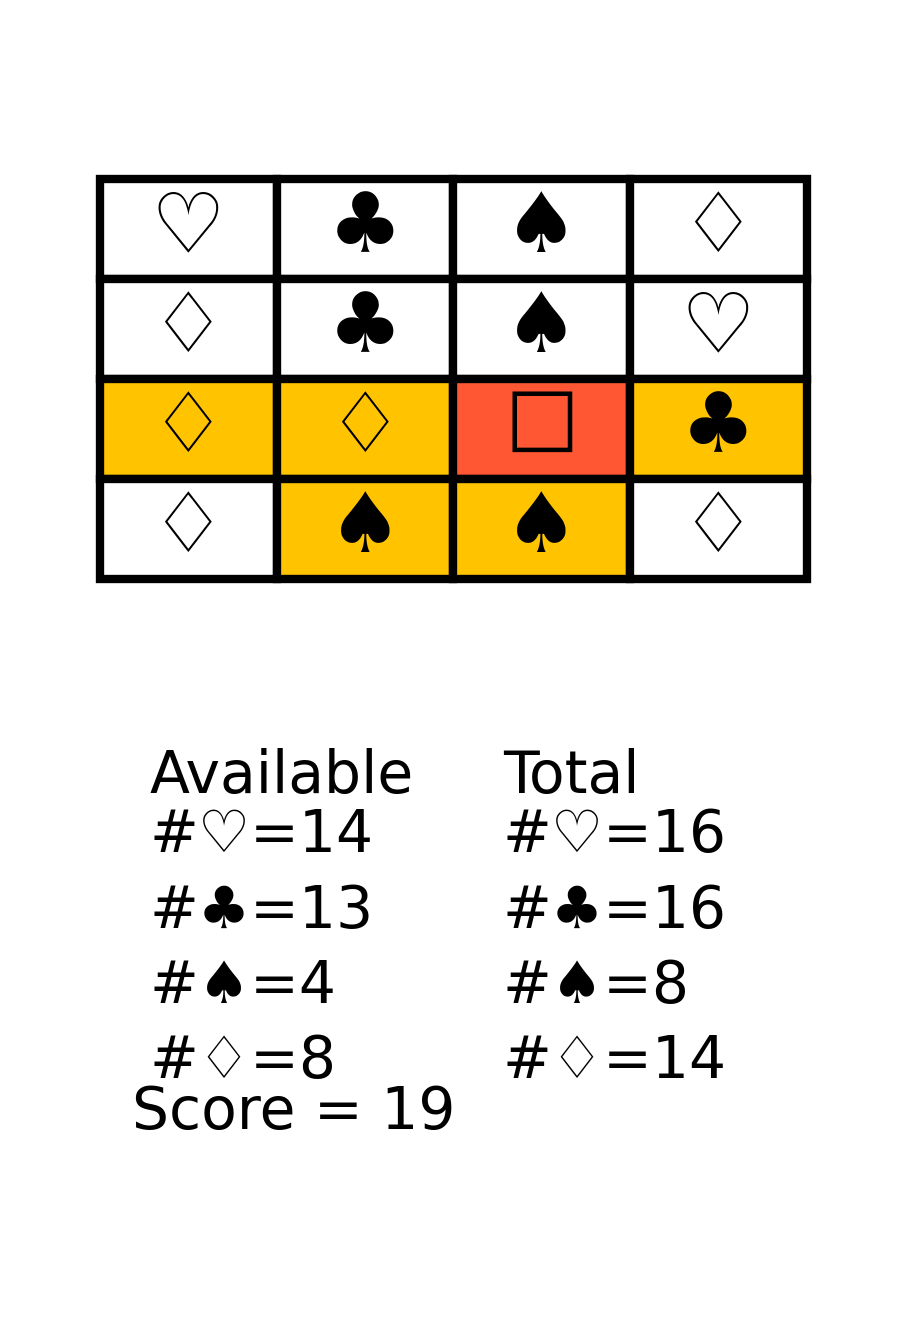 ♡ ♣ ♠ ♢
♢ ♣ ♠ ♡
♢ ♢ □ ♣
♢ ♠ ♠ ♢
Available Total
#♡=14 #♡=16
#♣=13 #♣=16
#♠=4 #♠=8
#♢=8 #♢=14
Score = 19